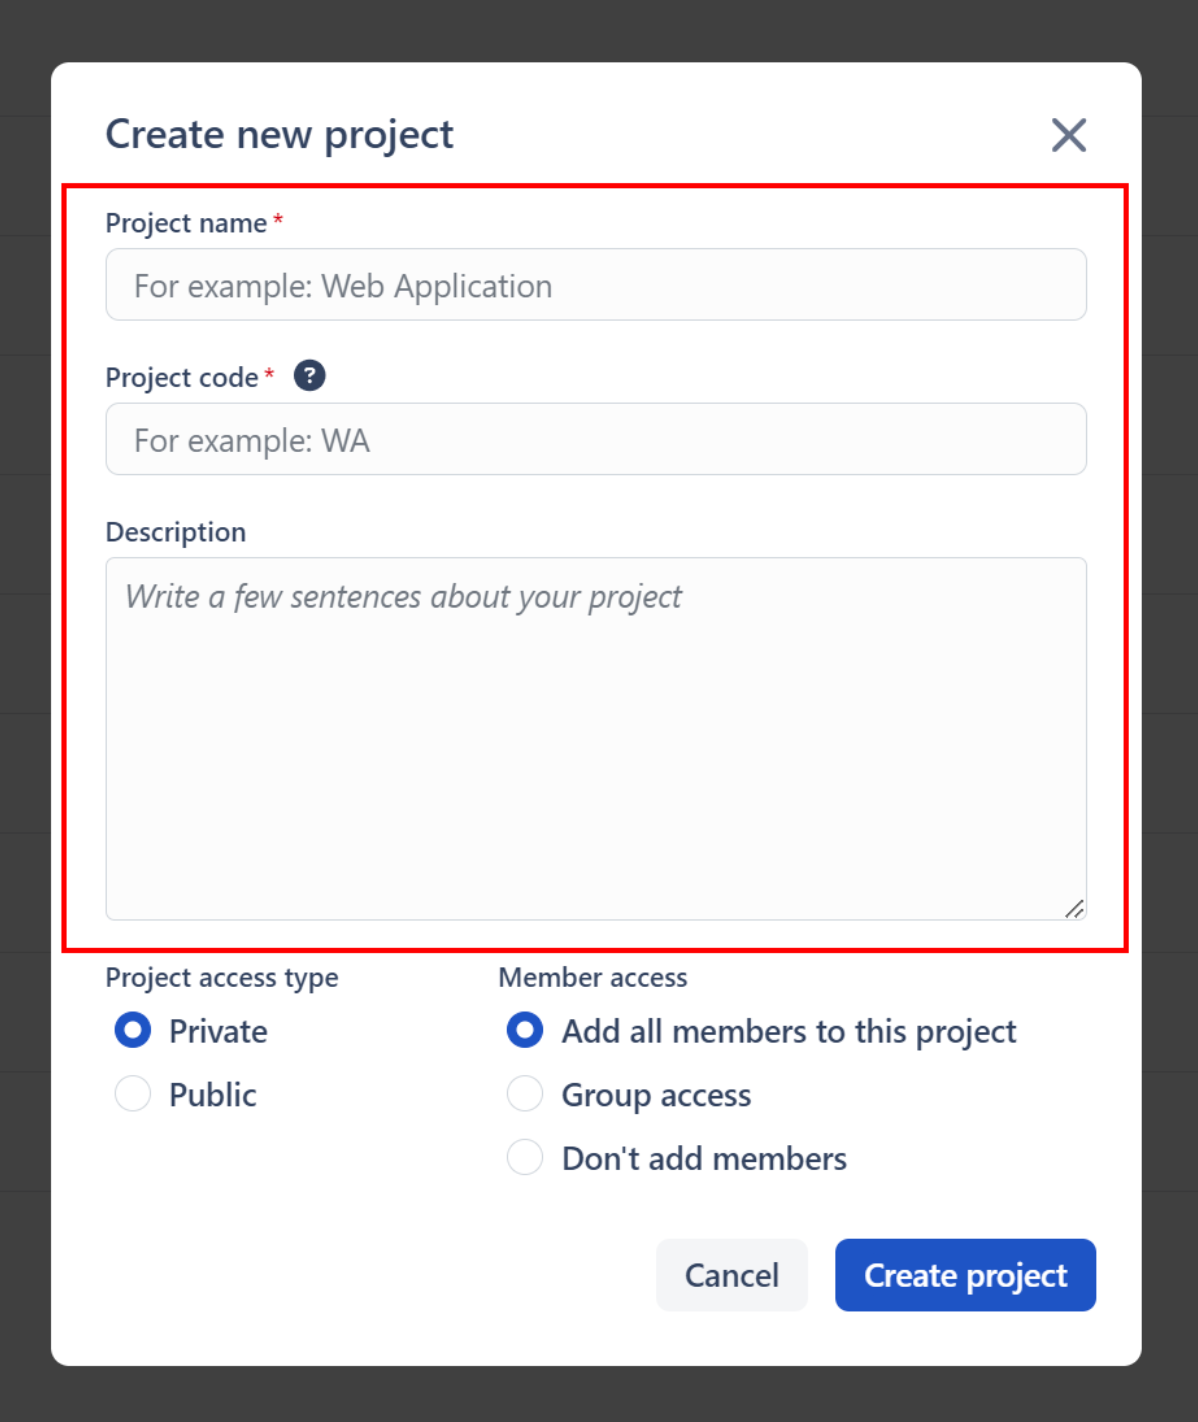 Create new project
Project name *
For example: Web Application
Project code * ?
For example: WA
Description
Write a few sentences about your project
Project access type
Private
Public
Member access
Add all members to this project
Group access
Don't add members
Cancel
Create project